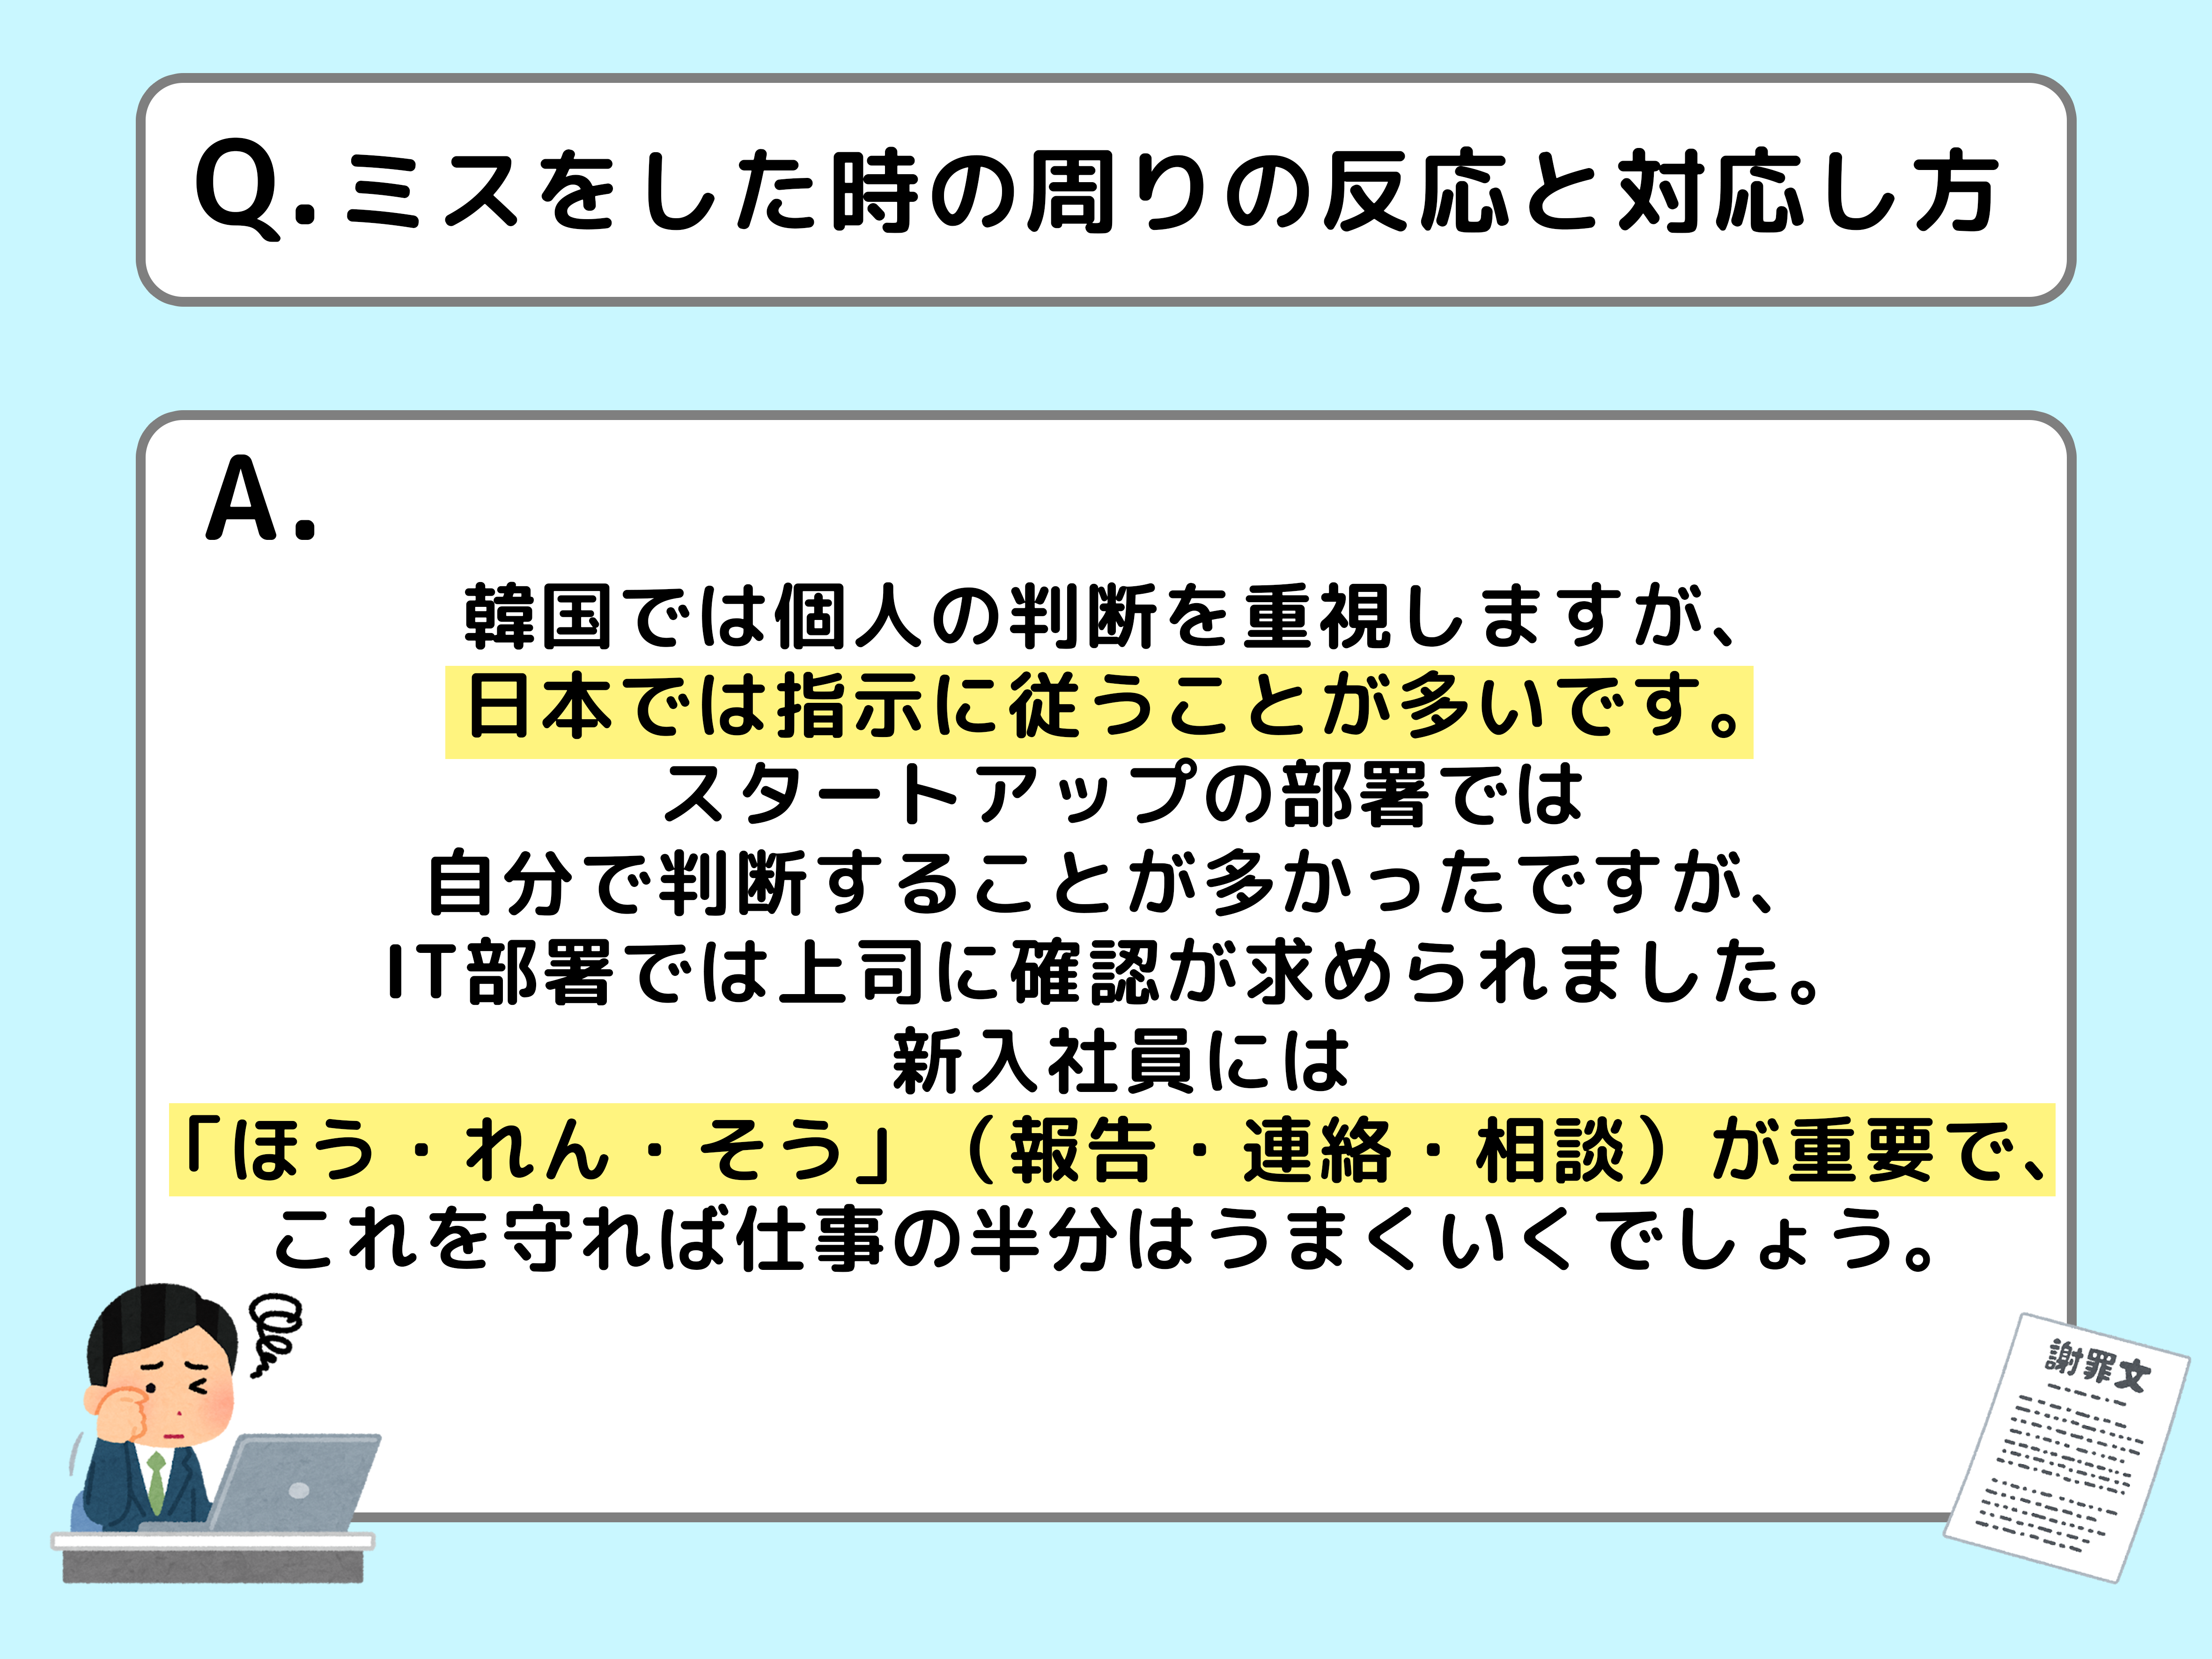 Q.ミスをした時の周りの反応と対応し方
A.
韓国では個人の判断を重視しますが、
日本では指示に従うことが多いです。
スタートアップの部署では
自分で判断することが多かったですが、
IT部署では上司に確認が求められました。
新入社員には
「ほう・れん・そう」（報告・連絡・相談）が重要で、
これを守れば仕事の半分はうまくいくでしょう。
謝罪文